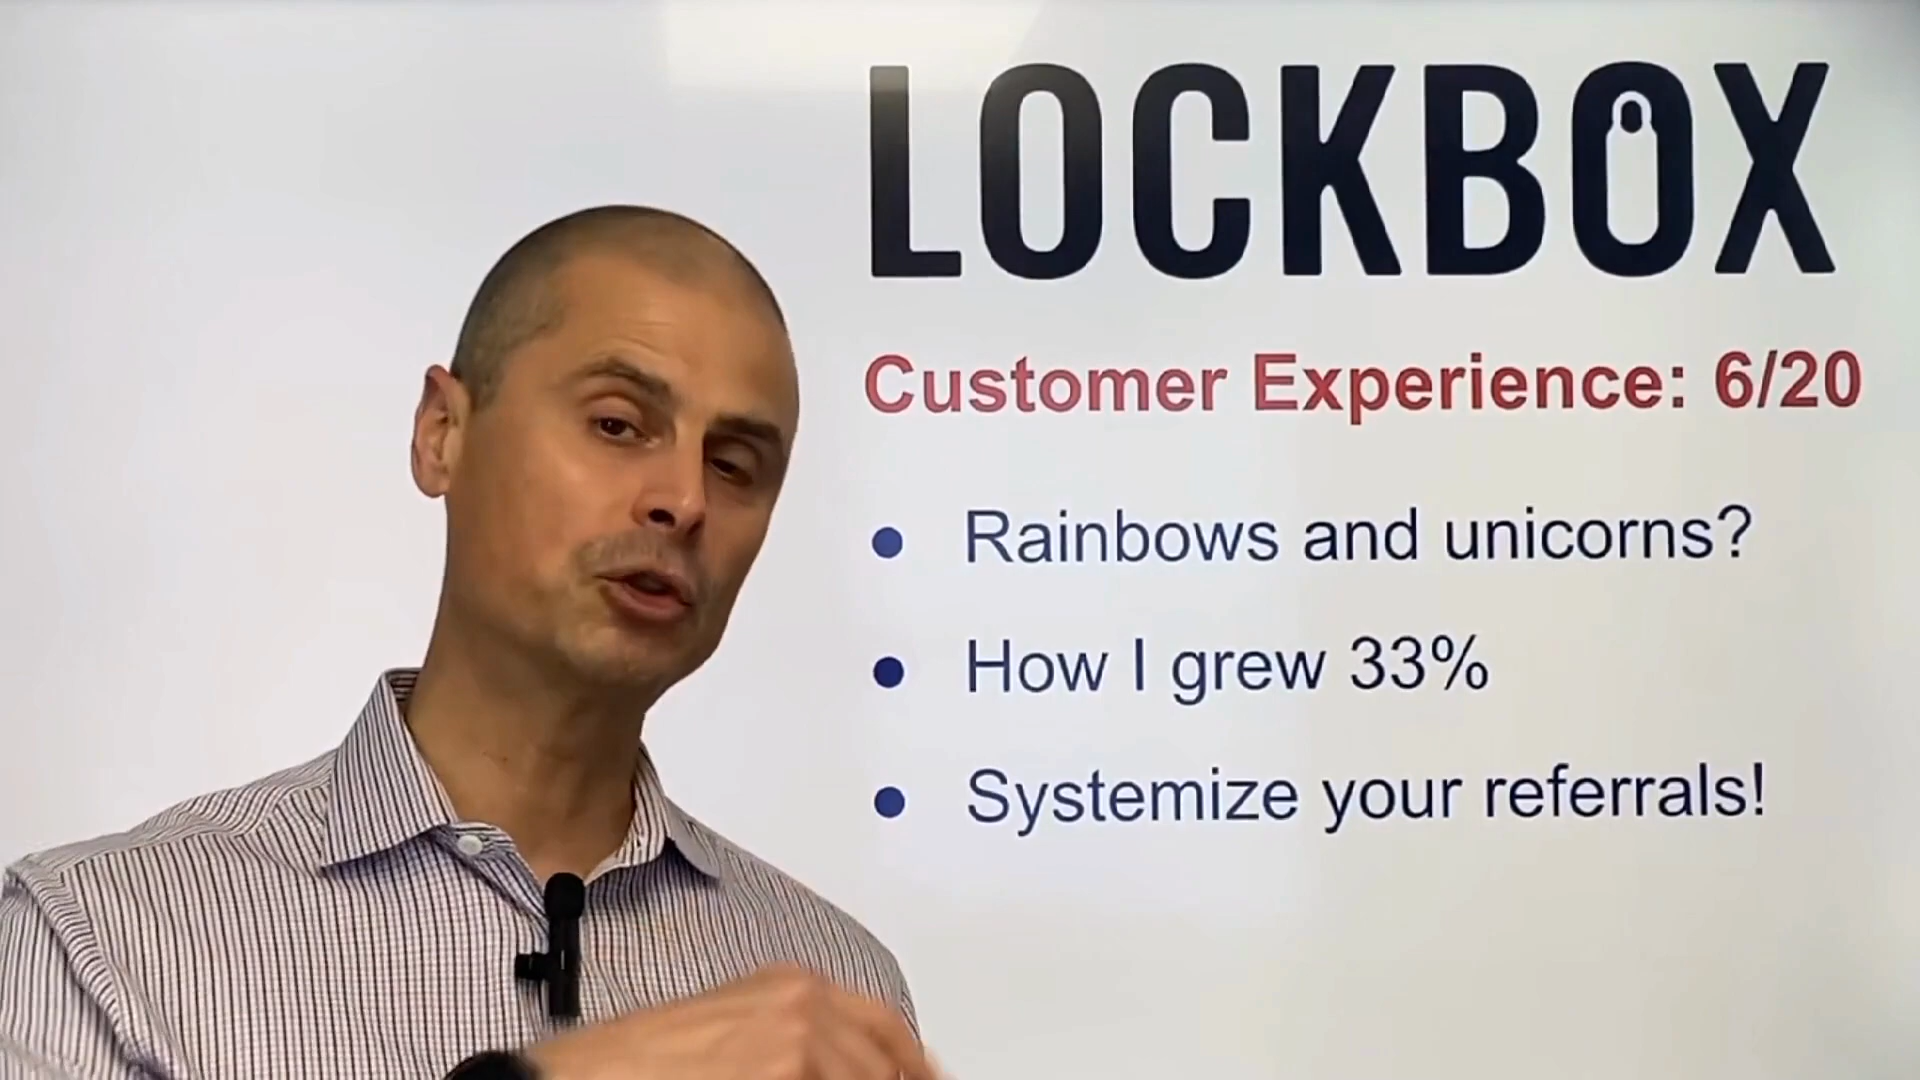 LOCKBOX
Customer Experience: 6/20
● Rainbows and unicorns?
● How I grew 33%
● Systemize your referrals!